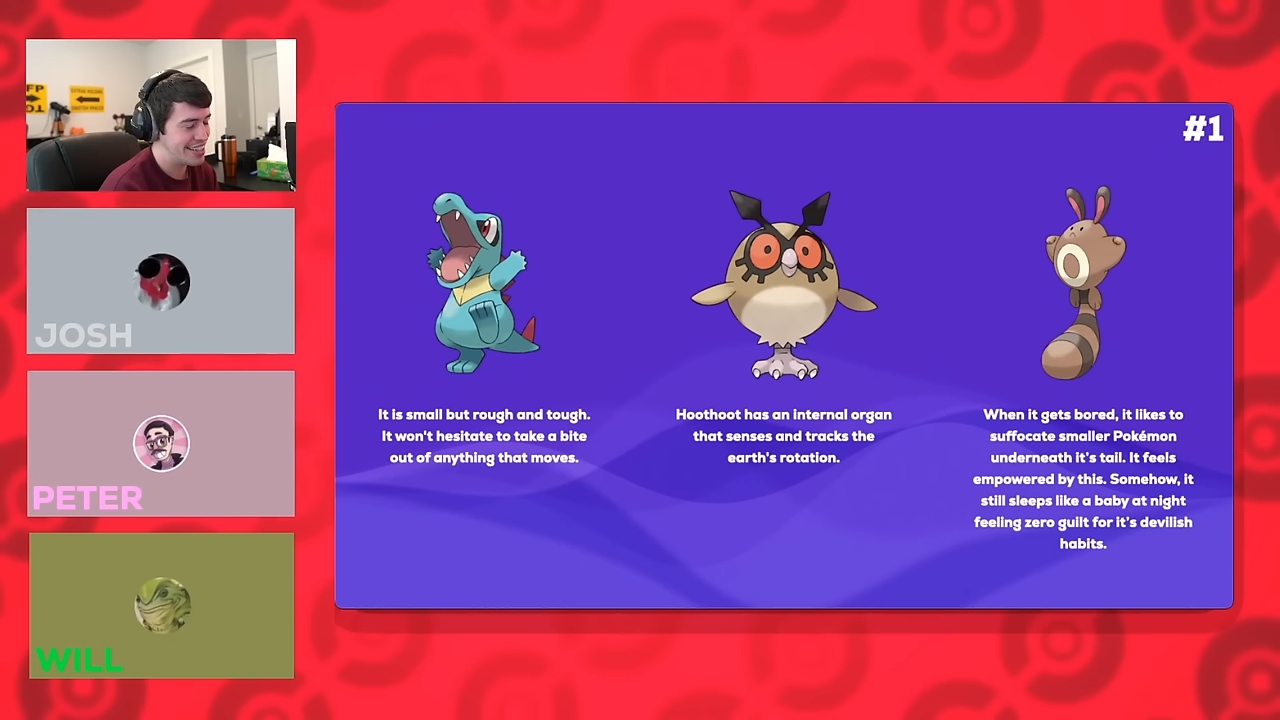 #1
JOSH
PETER
WILL
It is small but rough and tough.
It won't hesitate to take a bite
out of anything that moves.
Hoothoot has an internal organ
that senses and tracks the
earth's rotation.
When it gets bored, it likes to
suffocate smaller Pokémon
underneath it's tail. It feels
empowered by this. Somehow, it
still sleeps like a baby at night
feeling zero guilt for it's devilish
habits.